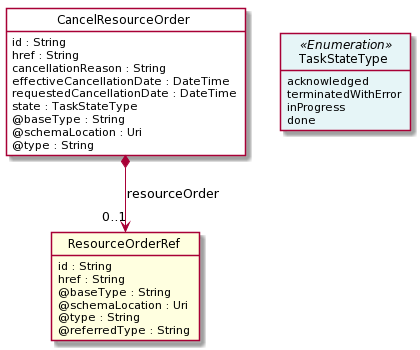 CancelResourceOrder
id : String
href : String
cancellationReason : String
effectiveCancellationDate : DateTime
requestedCancellationDate : DateTime
state : TaskStateType
@baseType : String
@schemaLocation : Uri
@type : String
«Enumeration»
TaskStateType
acknowledged
terminatedWithError
inProgress
done
resourceOrder
0..1
ResourceOrderRef
id : String
href : String
@baseType : String
@schemaLocation : Uri
@type : String
@referredType : String